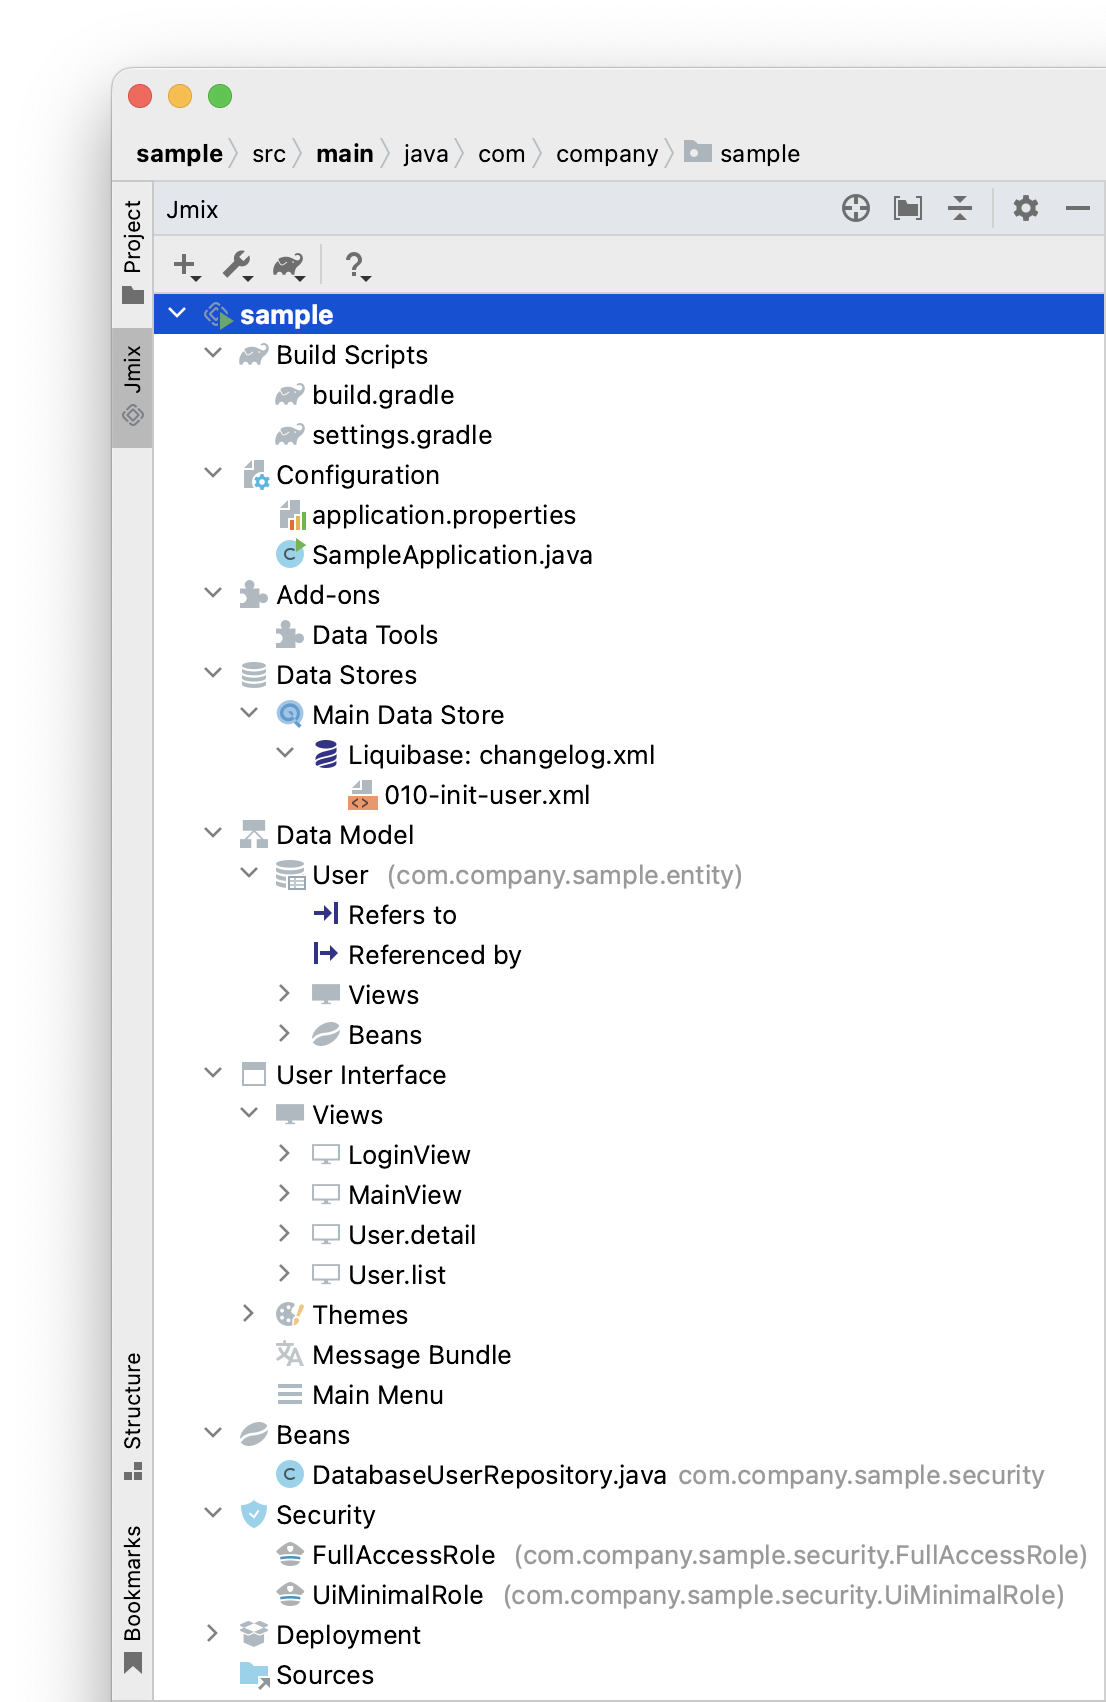 sample src main java com company sample
Project
Jmix
Structure
Bookmarks
Jmix
sample
Build Scripts
build.gradle
settings.gradle
Configuration
application.properties
SampleApplication.java
Add-ons
Data Tools
Data Stores
Main Data Store
Liquibase: changelog.xml
010-init-user.xml
Data Model
User (com.company.sample.entity)
Refers to
Referenced by
Views
Beans
User Interface
Views
LoginView
MainView
User.detail
User.list
Themes
Message Bundle
Main Menu
Beans
DatabaseUserRepository.java com.company.sample.security
Security
FullAccessRole (com.company.sample.security.FullAccessRole)
UiMinimalRole (com.company.sample.security.UiMinimalRole)
Deployment
Sources